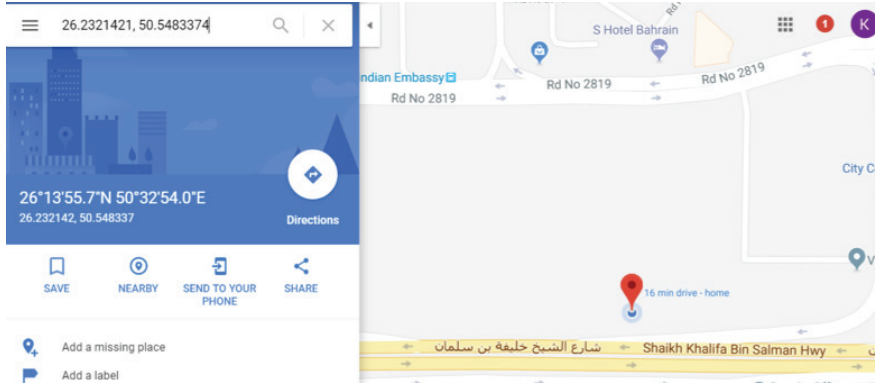 26.2321421, 50.5483374
26°13'55.7"N 50°32'54.0"E
26.232142, 50.548337
Directions
SAVE
NEARBY
SEND TO YOUR
PHONE
SHARE
Add a missing place
Add a label
S Hotel Bahrain
1
K
ndian Embassy
Rd No 2819
Rd No 2819
Rd No 2819
City C
V
16 min drive - home
شارع الشيخ خليفة بن سلمان
Shaikh Khalifa Bin Salman Hwy